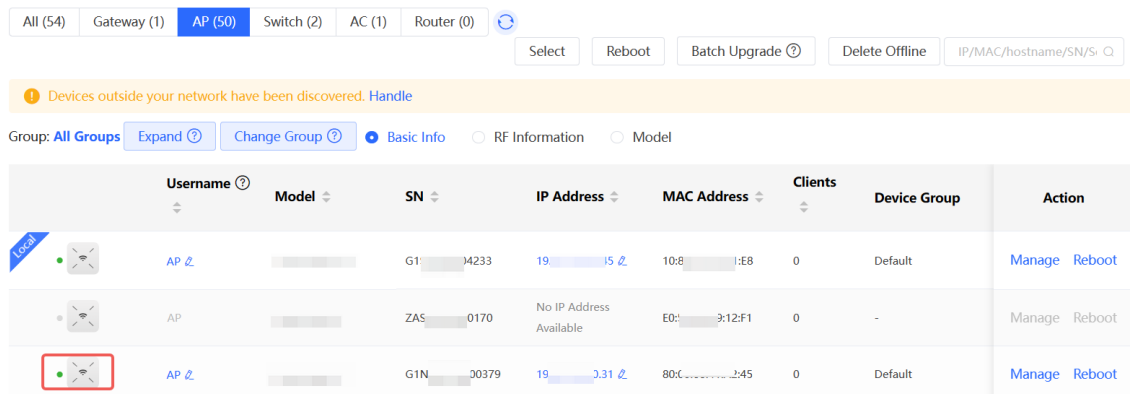 All (54) Gateway (1) AP (50) Switch (2) AC (1) Router (0)
Select Reboot Batch Upgrade ? Delete Offline IP/MAC/hostname/SN/S
! Devices outside your network have been discovered. Handle
Group: All Groups Expand ? Change Group ? Basic Info RF Information Model
Username ? Model SN IP Address MAC Address Clients Device Group Action
Local AP G1 04233 19. 45 10:8 :E8 0 Default Manage Reboot
AP ZAS 0170 No IP Address E0: 9:12:F1 0 - Manage Reboot
Available
AP G1N 00379 19 0.31 80: 2:45 0 Default Manage Reboot